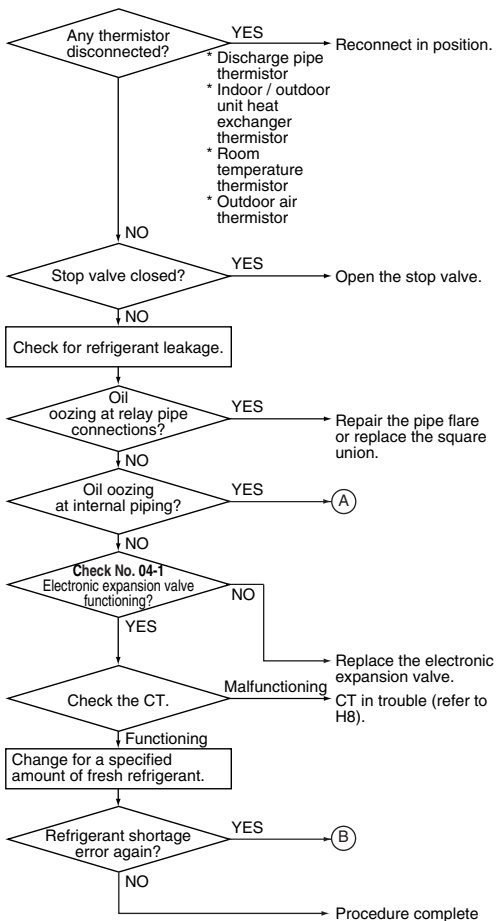 Any thermistor
disconnected?
YES
Reconnect in position.
* Discharge pipe
thermistor
* Indoor / outdoor
unit heat
exchanger
thermistor
* Room
temperature
thermistor
* Outdoor air
thermistor
NO
Stop valve closed?
YES
Open the stop valve.
NO
Check for refrigerant leakage.
Oil
oozing at relay pipe
connections?
YES
Repair the pipe flare
or replace the square
union.
NO
Oil oozing
at internal piping?
YES
A
NO
Check No. 04-1
Electronic expansion valve
functioning?
NO
YES
Replace the electronic
expansion valve.
Check the CT.
Malfunctioning
CT in trouble (refer to
H8).
Functioning
Change for a specified
amount of fresh refrigerant.
Refrigerant shortage
error again?
YES
B
NO
Procedure complete